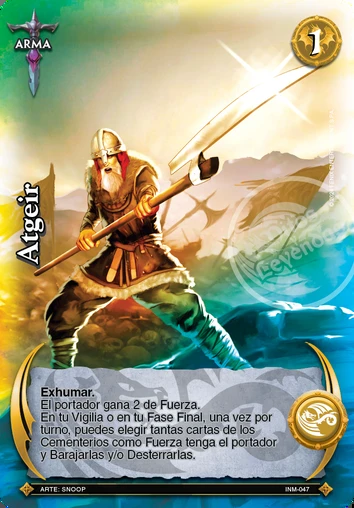 ARMA
1
Atgeir
Exhumar.
El portador gana 2 de Fuerza.
En tu Vigilia o en tu Fase Final, una vez por
turno, puedes elegir tantas cartas de los
Cementerios como Fuerza tenga el portador
y Barajarlas y/o Desterrarlas.
ARTE: SNOOP
INM-047